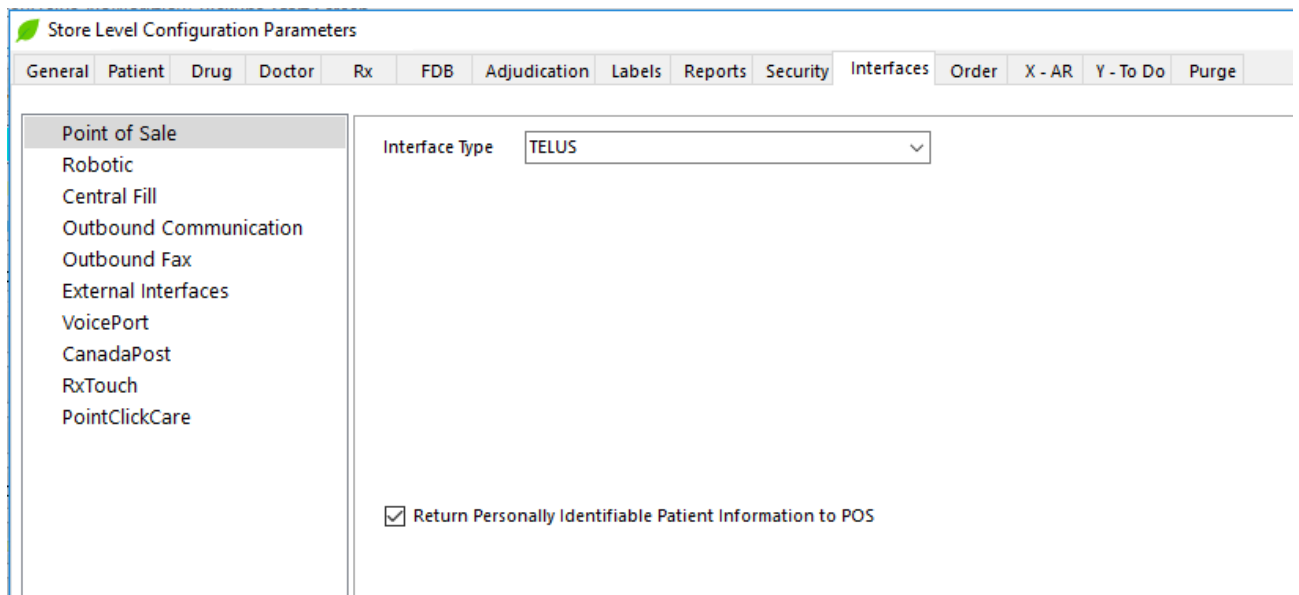 Store Level Configuration Parameters
General Patient Drug Doctor Rx FDB Adjudication Labels Reports Security Interfaces Order X - AR Y - To Do Purge
Point of Sale
Interface Type TELUS
Robotic
Central Fill
Outbound Communication
Outbound Fax
External Interfaces
VoicePort
CanadaPost
RxTouch
PointClickCare
Return Personally Identifiable Patient Information to POS